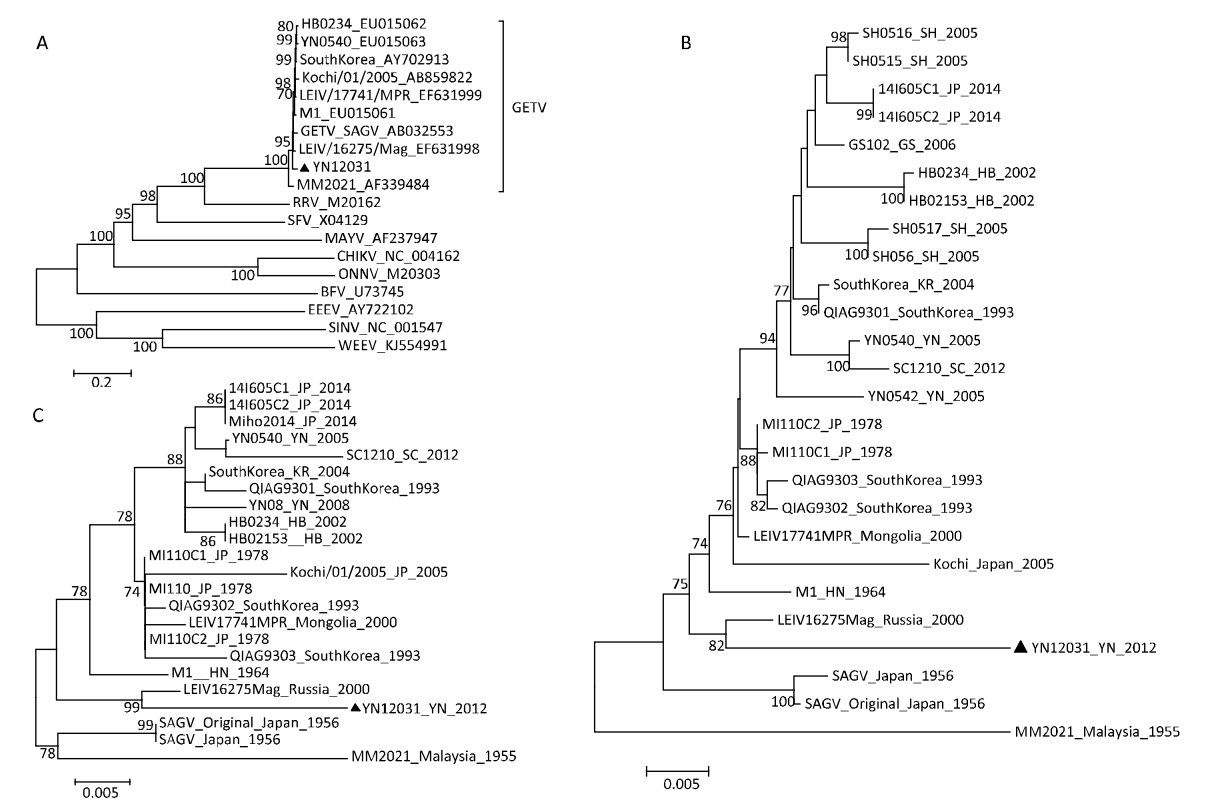 A
80
HB0234_EU015062
99
YN0540_EU015063
99
SouthKorea_AY702913
98
Kochi/01/2005_AB859822
70
LEIV/17741/MPR_EF631999
GETV
M1_EU015061
GETV_SAGV_AB032553
95
LEIV/16275/Mag_EF631998
100
▲YN12031
100
MM2021_AF339484
98
RRV_M20162
95
SFV_X04129
100
MAYV_AF237947
CHIKV_NC_004162
100
ONNV_M20303
BFV_U73745
EEEV_AY722102
100
SINV_NC_001547
100
WEEV_KJ554991
0.2
C
14I605C1_JP_2014
86
14I605C2_JP_2014
Miho2014_JP_2014
YN0540_YN_2005
88
SC1210_SC_2012
SouthKorea_KR_2004
QIAG9301_SouthKorea_1993
YN08_YN_2008
78
HB0234_HB_2002
86
HB02153__HB_2002
MI110C1_JP_1978
Kochi/01/2005_JP_2005
78
74
MI110_JP_1978
QIAG9302_SouthKorea_1993
LEIV17741MPR_Mongolia_2000
MI110C2_JP_1978
QIAG9303_SouthKorea_1993
M1__HN_1964
LEIV16275Mag_Russia_2000
99
▲YN12031_YN_2012
99
SAGV_Original_Japan_1956
SAGV_Japan_1956
78
MM2021_Malaysia_1955
0.005
B
98
SH0516_SH_2005
SH0515_SH_2005
14I605C1_JP_2014
99
14I605C2_JP_2014
GS102_GS_2006
HB0234_HB_2002
100
HB02153_HB_2002
SH0517_SH_2005
100
SH056_SH_2005
77
SouthKorea_KR_2004
96
QIAG9301_SouthKorea_1993
94
YN0540_YN_2005
100
SC1210_SC_2012
YN0542_YN_2005
MI110C2_JP_1978
88
MI110C1_JP_1978
QIAG9303_SouthKorea_1993
76
82
QIAG9302_SouthKorea_1993
LEIV17741MPR_Mongolia_2000
74
Kochi_Japan_2005
75
M1_HN_1964
LEIV16275Mag_Russia_2000
82
▲ YN12031_YN_2012
SAGV_Japan_1956
100
SAGV_Original_Japan_1956
MM2021_Malaysia_1955
0.005